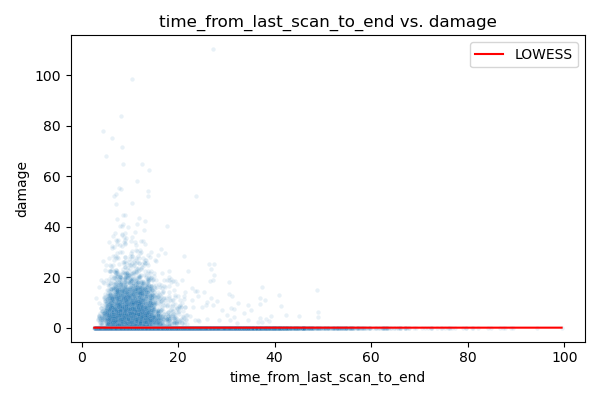 time_from_last_scan_to_end vs. damage
LOWESS
damage
100
80
60
40
20
0
0 20 40 60 80 100
time_from_last_scan_to_end